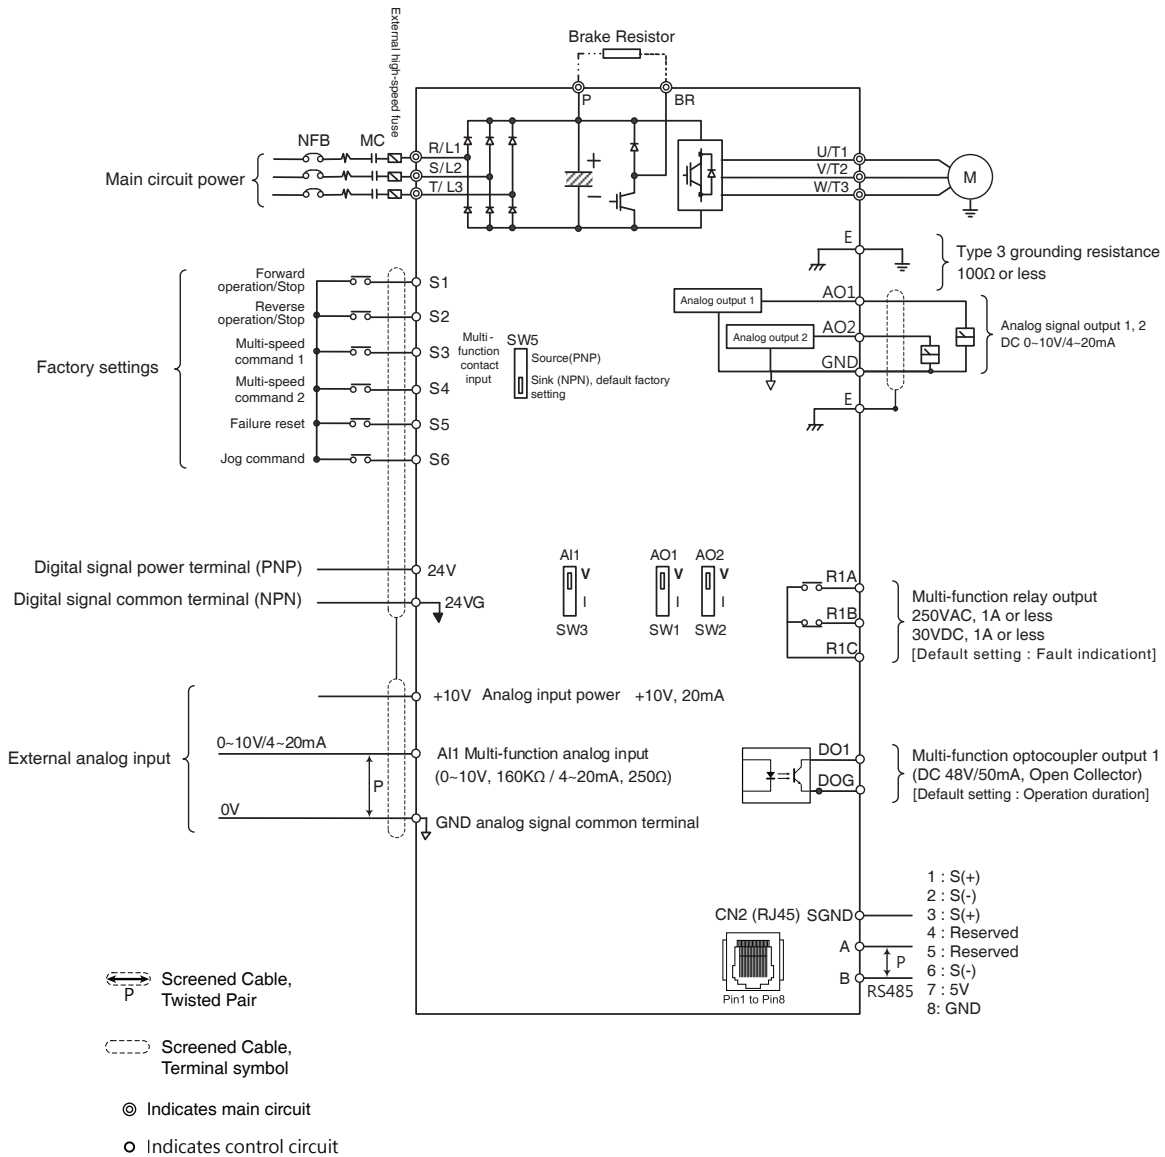 External high-speed fuse
Brake Resistor
P
BR
NFB
MC
R/L1
S/L2
T/ L3
Main circuit power
+
−
U/T1
V/T2
W/T3
M
E
Type 3 grounding resistance
100Ω or less
Forward
operation/Stop
S1
Reverse
operation/Stop
S2
Multi-speed
command 1
S3
Multi-speed
command 2
S4
Failure reset
S5
Jog command
S6
Factory settings
Multi-
function
contact
input
SW5
Source(PNP)
Sink (NPN), default factory
setting
Analog output 1
AO1
Analog output 2
AO2
GND
E
Analog signal output 1, 2
DC 0~10V/4~20mA
Digital signal power terminal (PNP)
24V
Digital signal common terminal (NPN)
24VG
AI1
V
I
SW3
AO1
V
I
SW1
AO2
V
I
SW2
R1A
R1B
R1C
Multi-function relay output
250VAC, 1A or less
30VDC, 1A or less
[Default setting : Fault indicationt]
+10V Analog input power +10V, 20mA
External analog input
0~10V/4~20mA
AI1 Multi-function analog input
(0~10V, 160KΩ / 4~20mA, 250Ω)
P
0V
GND analog signal common terminal
DO1
DOG
Multi-function optocoupler output 1
(DC 48V/50mA, Open Collector)
[Default setting : Operation duration]
CN2 (RJ45) SGND
A
B
Pin1 to Pin8
P
RS485
1 : S(+)
2 : S(-)
3 : S(+)
4 : Reserved
5 : Reserved
6 : S(-)
7 : 5V
8: GND
P
Screened Cable,
Twisted Pair
Screened Cable,
Terminal symbol
Indicates main circuit
Indicates control circuit